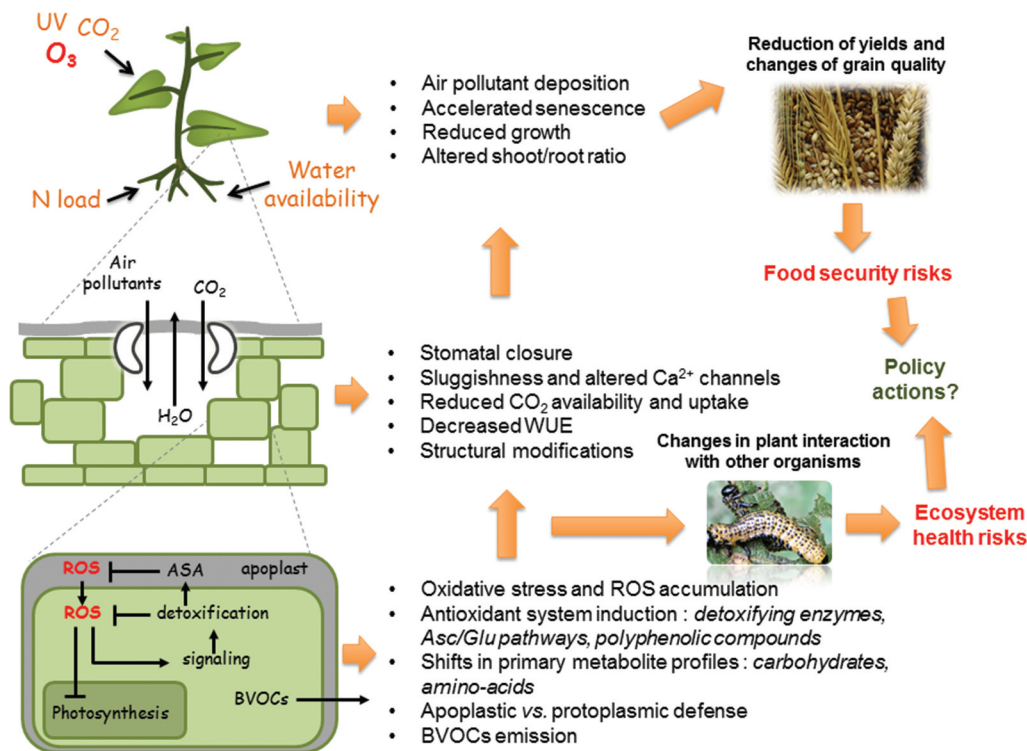 UV CO₂
O₃
N load
Water
availability
• Air pollutant deposition
• Accelerated senescence
• Reduced growth
• Altered shoot/root ratio
Reduction of yields and
changes of grain quality
Food security risks
Policy
actions?
Air
pollutants
CO₂
H₂O
• Stomatal closure
• Sluggishness and altered Ca²⁺ channels
• Reduced CO₂ availability and uptake
• Decreased WUE
• Structural modifications
Changes in plant interaction
with other organisms
Ecosystem
health risks
ROS
ASA
apoplast
ROS
detoxification
signaling
BVOCs
Photosynthesis
• Oxidative stress and ROS accumulation
• Antioxidant system induction : detoxifying enzymes,
Asc/Glu pathways, polyphenolic compounds
• Shifts in primary metabolite profiles : carbohydrates,
amino-acids
• Apoplastic vs. protoplasmic defense
• BVOCs emission